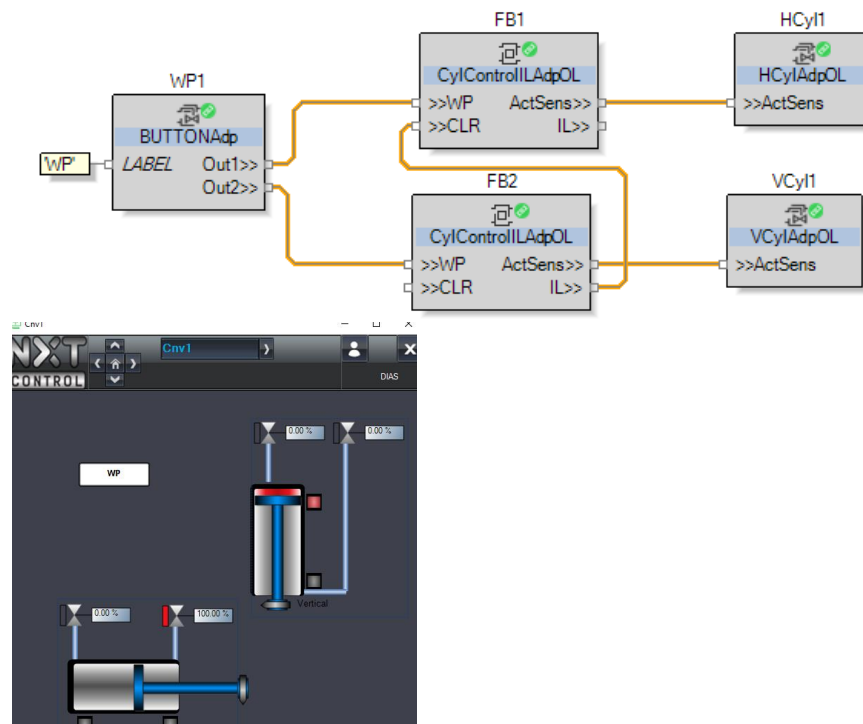 FB1
HCyl1
CylControlILAdpOL
HCylAdpOL
>>WP ActSens>>
>>ActSens
>>CLR IL>>
WP1
BUTTONAdp
'WP'
LABEL Out1>>
Out2>>
FB2
VCyl1
CylControlILAdpOL
VCylAdpOL
>>WP ActSens>>
>>ActSens
>>CLR IL>>
Cnv1
NXT
CONTROL
Cnv1
DIAS
0.00 %
0.00 %
WP
Vertical
0.00 %
100.00 %